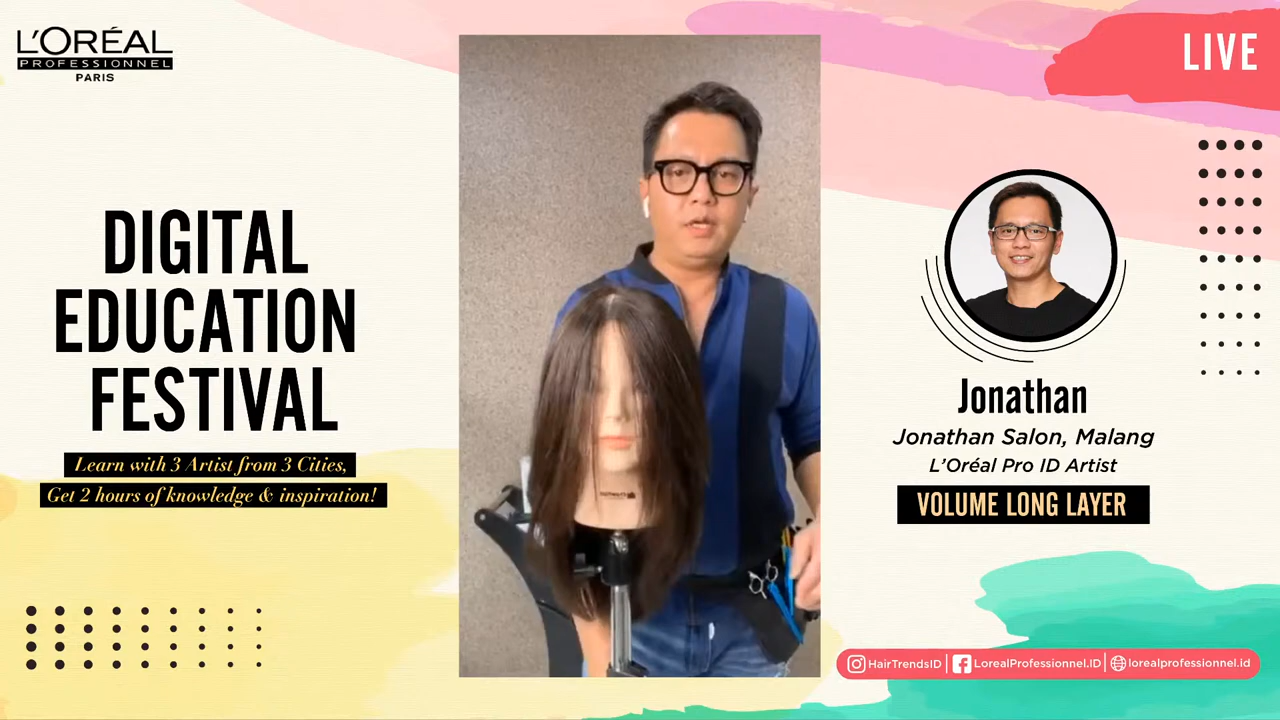 L'ORÉAL
PROFESSIONNEL
PARIS
LIVE
DIGITAL
EDUCATION
FESTIVAL
Learn with 3 Artist from 3 Cities,
Get 2 hours of knowledge & inspiration!
Jonathan
Jonathan Salon, Malang
L'Oréal Pro ID Artist
VOLUME LONG LAYER
HairTrendsID | LorealProfessionnel.ID | lorealprofessionnel.id